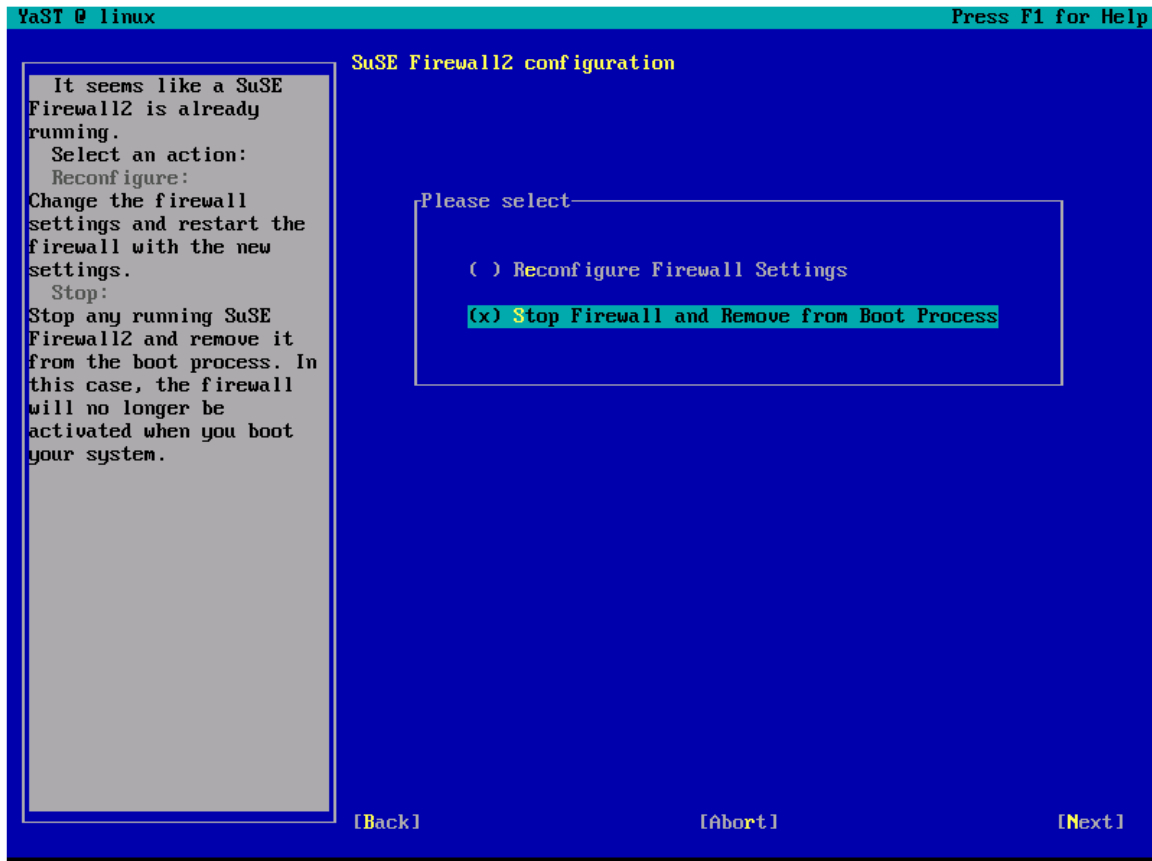 YaST @ linux Press F1 for Help
SuSE Firewall2 configuration
It seems like a SuSE
Firewall2 is already
running.
Select an action:
Reconfigure:
Change the firewall
settings and restart the
firewall with the new
settings.
Stop:
Stop any running SuSE
Firewall2 and remove it
from the boot process. In
this case, the firewall
will no longer be
activated when you boot
your system.
Please select
( ) Reconfigure Firewall Settings
(x) Stop Firewall and Remove from Boot Process
[Back] [Abort] [Next]